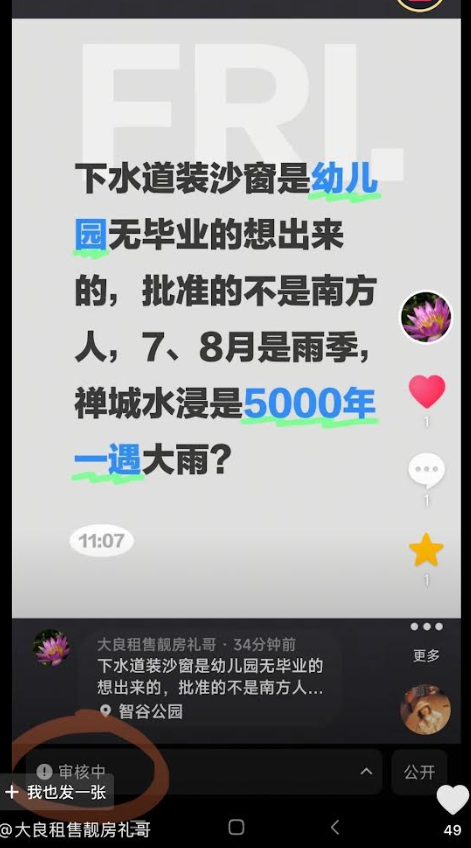 FRI.
下水道装沙窗是幼儿
园无毕业的想出来
的，批准的不是南方
人，7、8月是雨季，
禅城水浸是5000年
一遇大雨？
11:07
1
1
1
大良租售靓房礼哥 · 34分钟前
下水道装沙窗是幼儿园无毕业的
想出来的，批准的不是南方人...
智谷公园
更多
审核中
公开
+ 我也发一张
@大良租售靓房礼哥
49